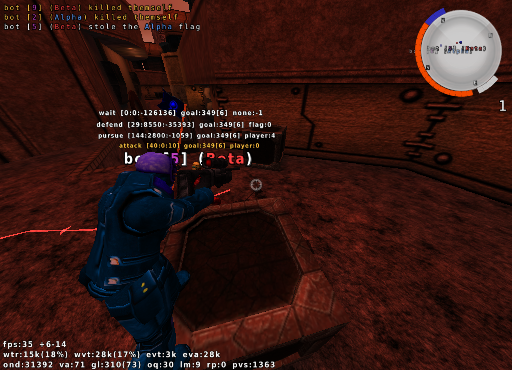 bot [9] (Beta) killed themself
bot [2] (Alpha) killed themself
bot [5] (Beta) stole the Alpha flag
1
wait [0:0:-126136] goal:349[6] none:-1
defend [29:8550:-35393] goal:349[6] flag:0
pursue [144:2800:-1059] goal:349[6] player:4
attack [40:0:10] goal:349[6] player:0
[5] (Beta)
fps:35 +6-14
wtr:15k(18%) wvt:28k(17%) evt:3k eva:28k
ond:31392 va:71 gl:310(73) oq:30 lm:9 rp:0 pvs:1363